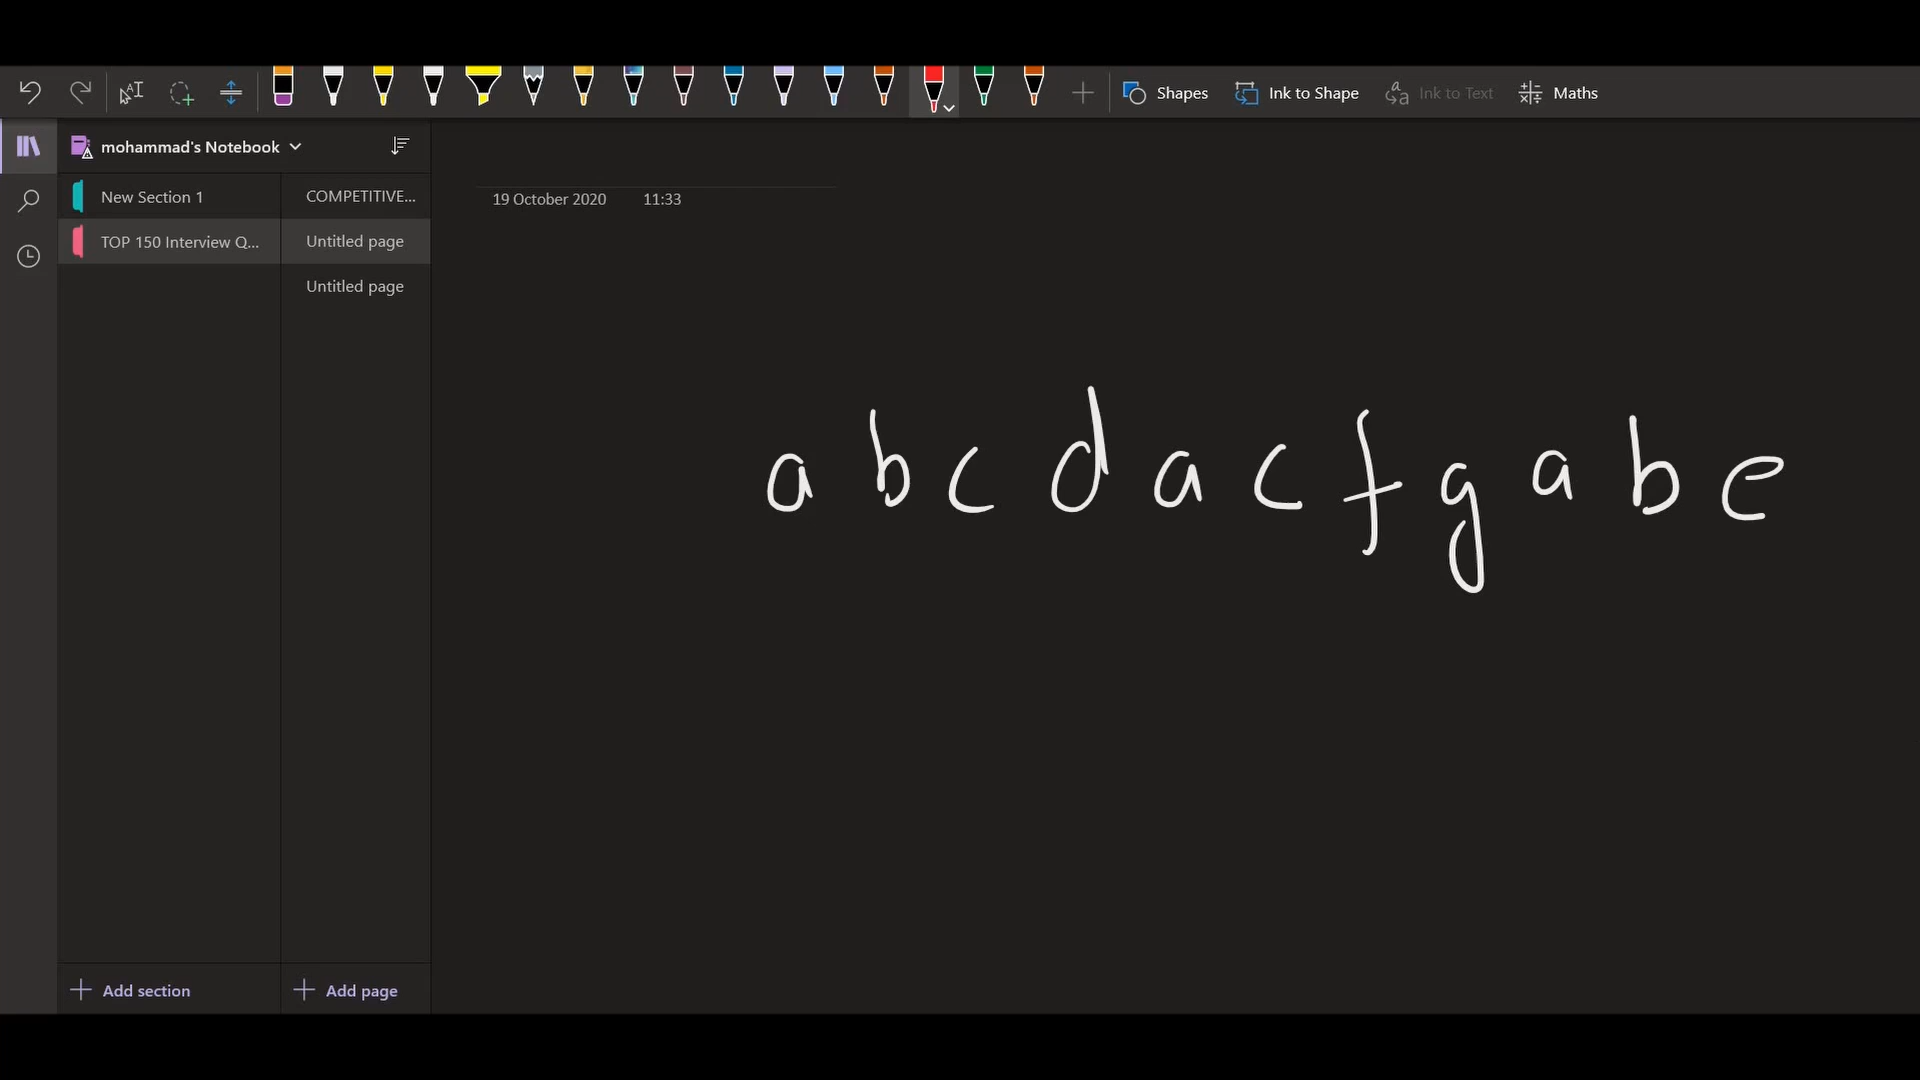 Shapes Ink to Shape Ink to Text Maths
mohammad's Notebook
New Section 1 COMPETITIVE...
TOP 150 Interview Q... Untitled page
Untitled page
19 October 2020 11:33
a b c d a c f g a b e
+ Add section + Add page